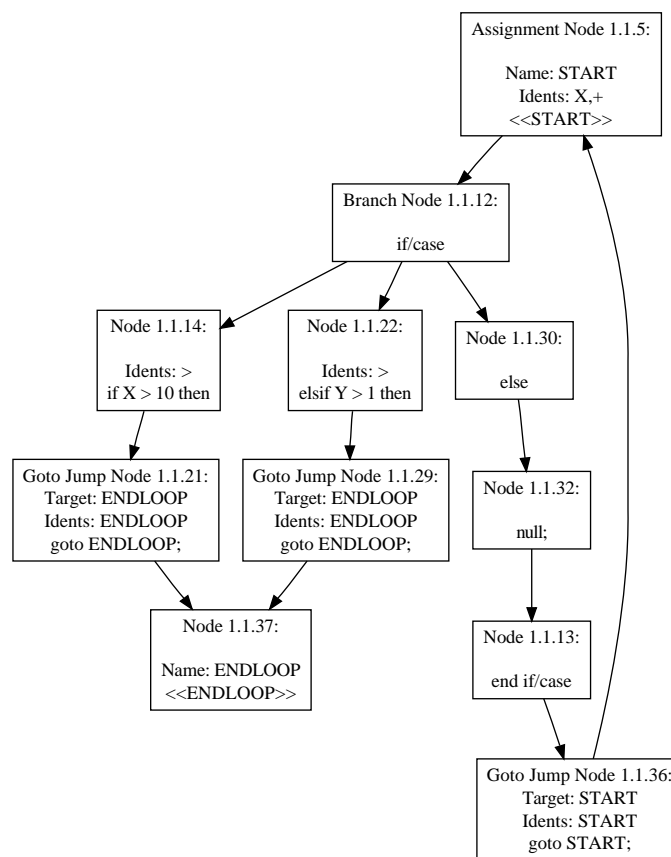 Assignment Node 1.1.5:
Name: START
Idents: X,+
<<START>>
Branch Node 1.1.12:
if/case
Node 1.1.14:
Idents: >
if X > 10 then
Node 1.1.22:
Idents: >
elsif Y > 1 then
Node 1.1.30:
else
Goto Jump Node 1.1.21:
Target: ENDLOOP
Idents: ENDLOOP
goto ENDLOOP;
Goto Jump Node 1.1.29:
Target: ENDLOOP
Idents: ENDLOOP
goto ENDLOOP;
Node 1.1.32:
null;
Node 1.1.37:
Name: ENDLOOP
<<ENDLOOP>>
Node 1.1.13:
end if/case
Goto Jump Node 1.1.36:
Target: START
Idents: START
goto START;